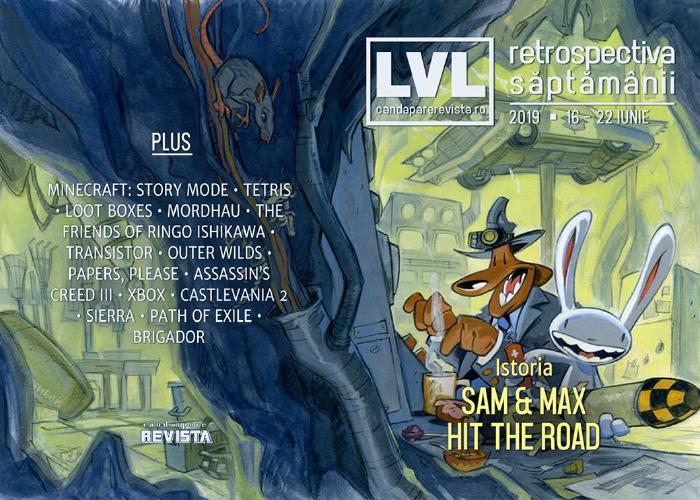 PLUS
MINECRAFT: STORY MODE • TETRIS
• LOOT BOXES • MORDHAU • THE
FRIENDS OF RINGO ISHIKAWA •
TRANSISTOR • OUTER WILDS •
PAPERS, PLEASE • ASSASSIN'S
CREED III • XBOX • CASTLEVANIA 2
• SIERRA • PATH OF EXILE •
BRIGADOR
cand apare
REVISTA
LVL
candaparerevista.ro
retrospectiva
săptămânii
2019 ▪ 16 - 22 IUNIE
Istoria
SAM & MAX
HIT THE ROAD